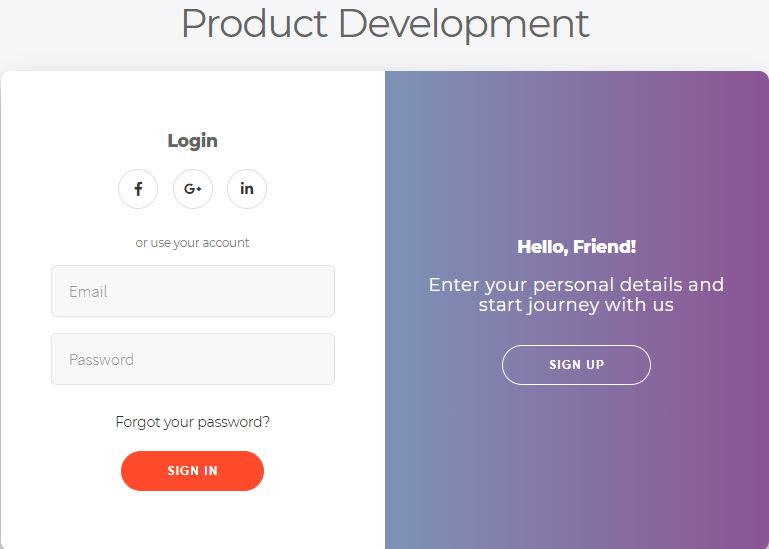 Product Development
Login
f
G+
in
or use your account
Email
Password
Forgot your password?
SIGN IN
Hello, Friend!
Enter your personal details and
start journey with us
SIGN UP